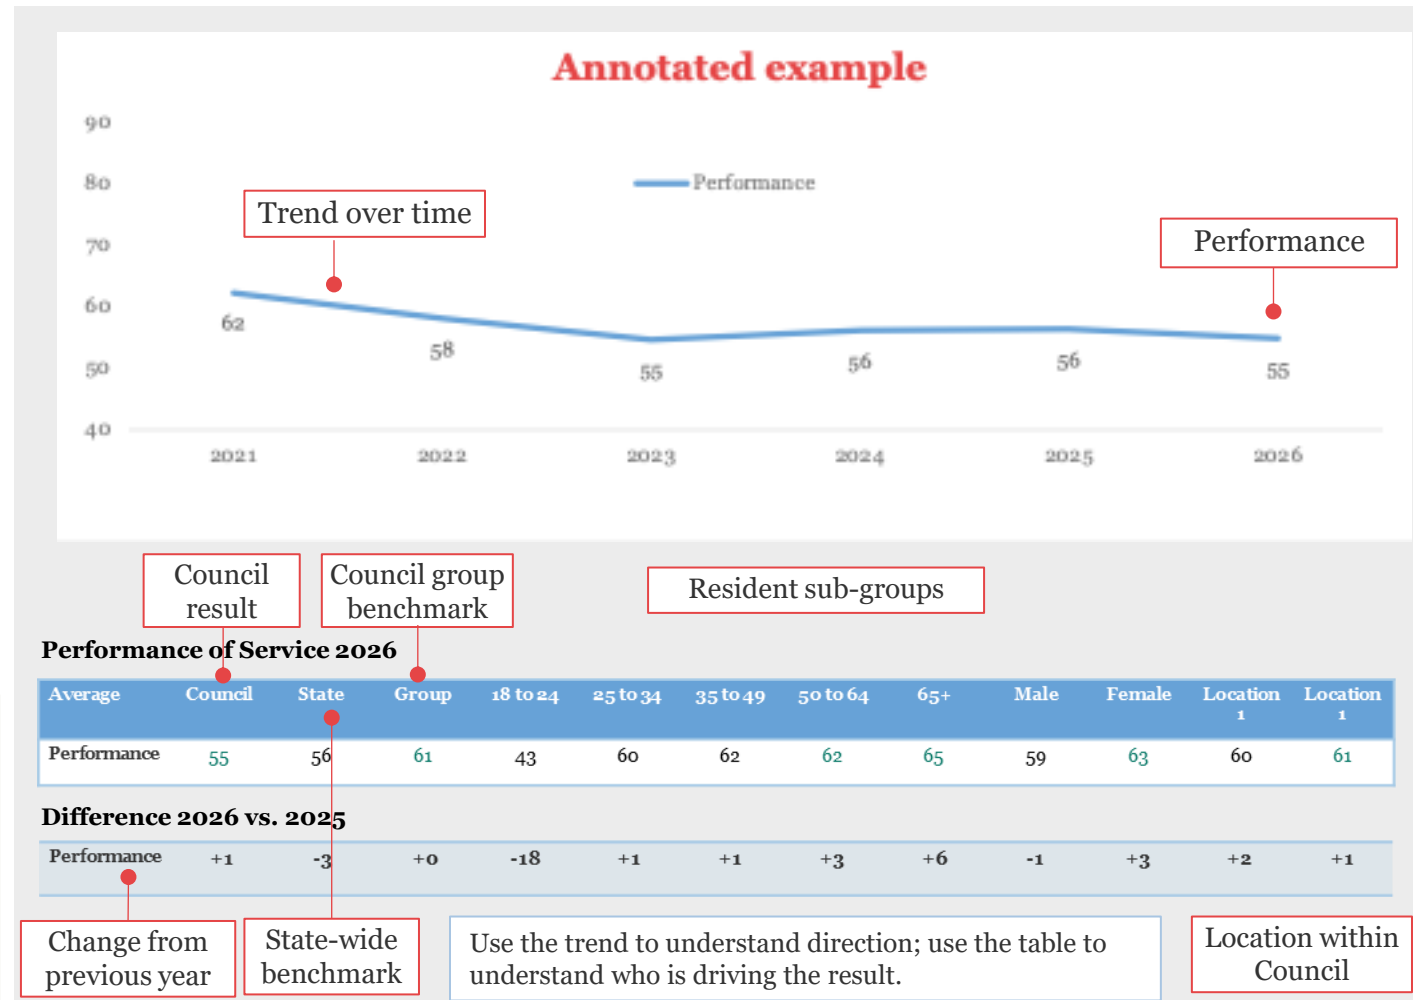 Annotated example
90
80
Performance
Trend over time
70
Performance
60
62
58
55
56
56
55
50
40
2021 2022 2023 2024 2025 2026
Council
result
Council group
benchmark
Resident sub-groups
Performance of Service 2026
Average Council State Group 18 to 24 25 to 34 35 to 49 50 to 64 65+ Male Female Location 1 Location 1
Performance 55 56 61 43 60 62 62 65 59 63 60 61
Difference 2026 vs. 2025
Performance +1 -3 +0 -18 +1 +1 +3 +6 -1 +3 +2 +1
Change from
previous year
State-wide
benchmark
Use the trend to understand direction; use the table to
understand who is driving the result.
Location within
Council